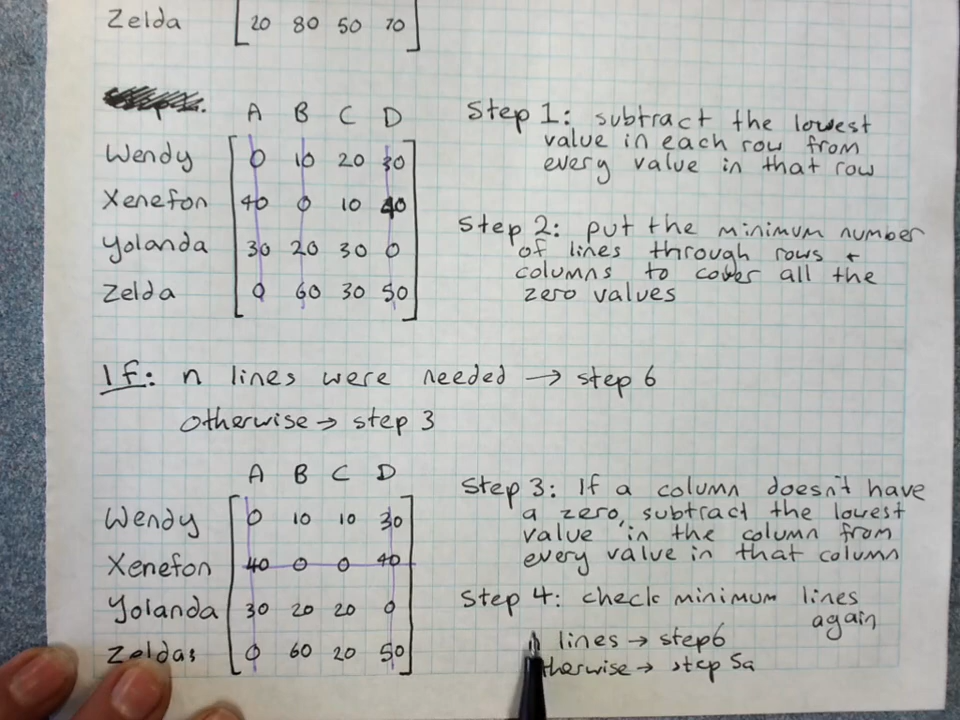 Zelda 20 80 50 70
A B C D
Wendy 0 10 20 30
Xenefon 40 0 10 40
Yolanda 30 20 30 0
Zelda 0 60 30 50
Step 1: subtract the lowest
value in each row from
every value in that row
Step 2: put the minimum number
of lines through rows +
columns to cover all the
zero values
If: n lines were needed → step 6
otherwise → step 3
A B C D
Wendy 0 10 10 30
Xenefon 40 0 0 40
Yolanda 30 20 20 0
Zeldas 0 60 20 50
Step 3: If a column doesn't have
a zero, subtract the lowest
value in the column from
every value in that column
Step 4: check minimum lines
again
lines → step 6
therwise → step 5a